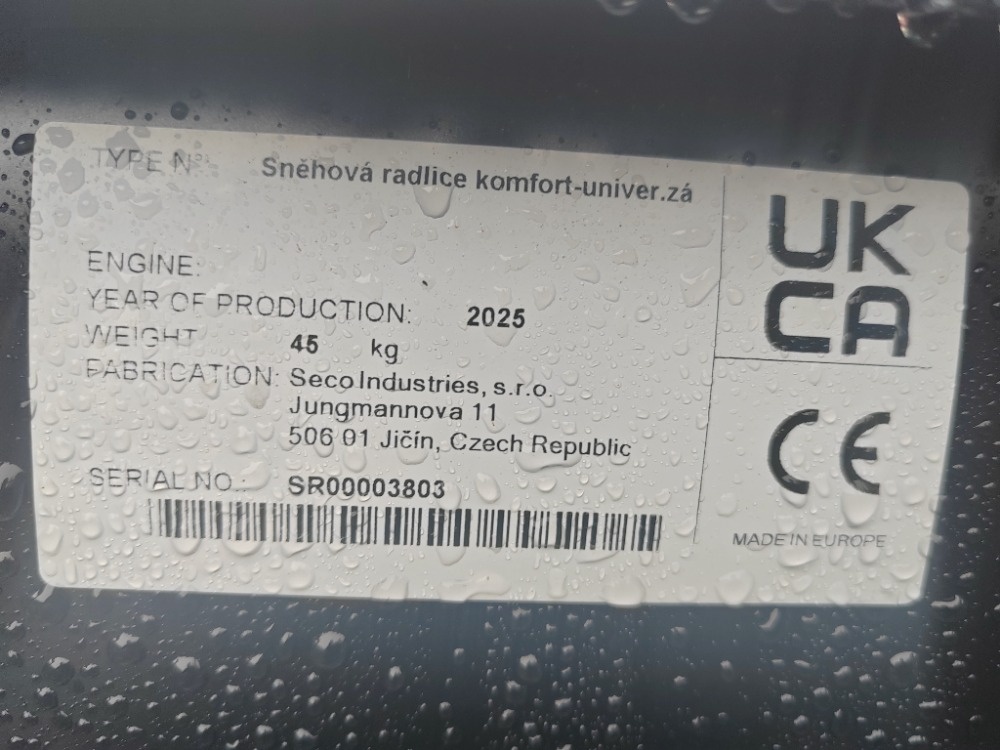 TYPE N°: Sněhová radlice komfort-univer.zá
ENGINE:
YEAR OF PRODUCTION: 2025
WEIGHT 45 kg
FABRICATION: Seco Industries, s.r.o.
Jungmannova 11
506 01 Jičín, Czech Republic
SERIAL NO.: SR00003803
UK
CA
CE
MADE IN EUROPE